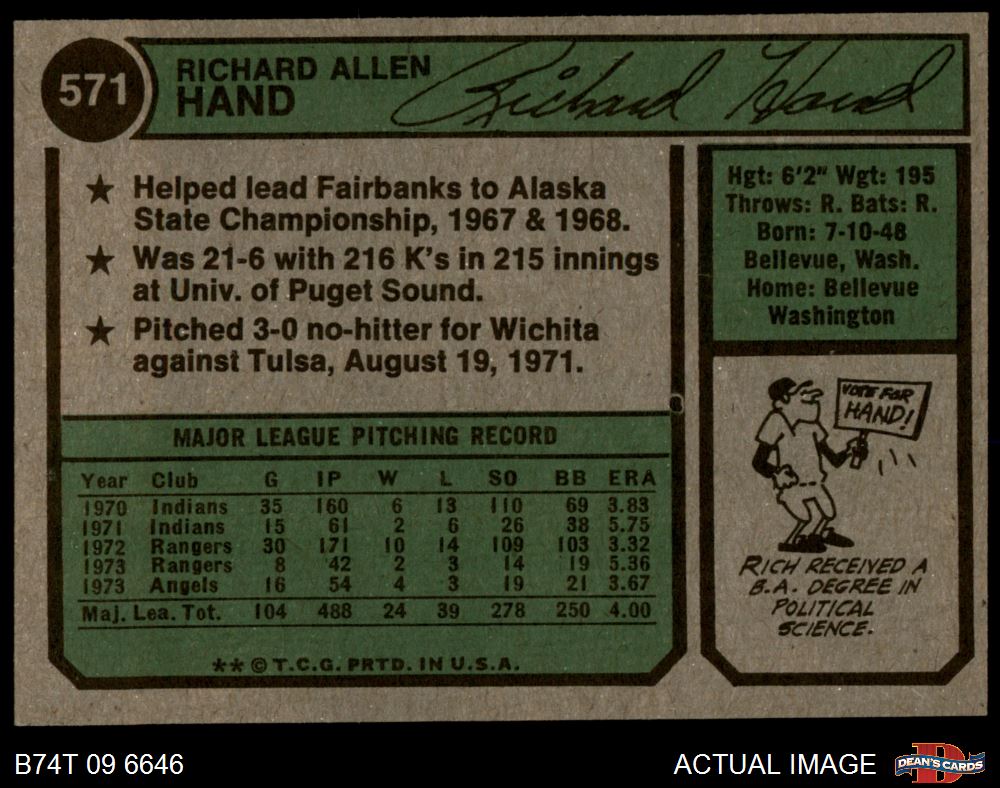 571
RICHARD ALLEN
HAND
Richard Hand
★ Helped lead Fairbanks to Alaska
State Championship, 1967 & 1968.
★ Was 21-6 with 216 K's in 215 innings
at Univ. of Puget Sound.
★ Pitched 3-0 no-hitter for Wichita
against Tulsa, August 19, 1971.
Hgt: 6'2" Wgt: 195
Throws: R. Bats: R.
Born: 7-10-48
Bellevue, Wash.
Home: Bellevue
Washington
VOTE FOR
HAND!
RICH RECEIVED A
B.A. DEGREE IN
POLITICAL
SCIENCE.
MAJOR LEAGUE PITCHING RECORD
Year Club G IP W L SO BB ERA
1970 Indians 35 160 6 13 110 69 3.83
1971 Indians 15 61 2 6 26 38 5.75
1972 Rangers 30 171 10 14 109 103 3.32
1973 Rangers 8 42 2 3 14 19 5.36
1973 Angels 16 54 4 3 19 21 3.67
Maj. Lea. Tot. 104 488 24 39 278 250 4.00
** © T.C.G. PRTD. IN U.S.A.
B74T 09 6646
ACTUAL IMAGE
D
DEAN'S CARDS